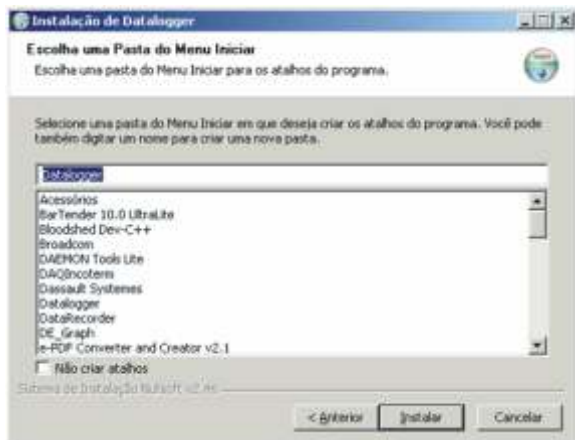 Instalação de Datalogger
Escolha uma Pasta do Menu Iniciar
Escolha uma pasta do Menu Iniciar para os atalhos do programa.
Selecione uma pasta do Menu Iniciar em que deseja criar os atalhos do programa. Você pode
também digitar um nome para criar uma nova pasta.
Datalogger
Acessórios
BarTender 10.0 UltraLite
Bloodshed Dev-C++
Broadcom
DAEMON Tools Lite
DAQIncoterm
Dassault Systemes
Datalogger
DataRecorder
DE_Graph
e-PDF Converter and Creator v2.1
Não criar atalhos
Sistema de Instalação Nullsoft
< Anterior
Instalar
Cancelar